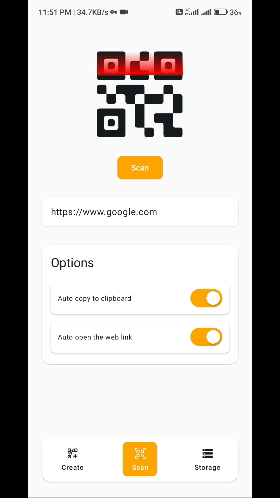 11:51 PM | 34.7KB/s
36
Scan
https://www.google.com
Options
Auto copy to clipboard
Auto open the web link
Create
Scan
Storage